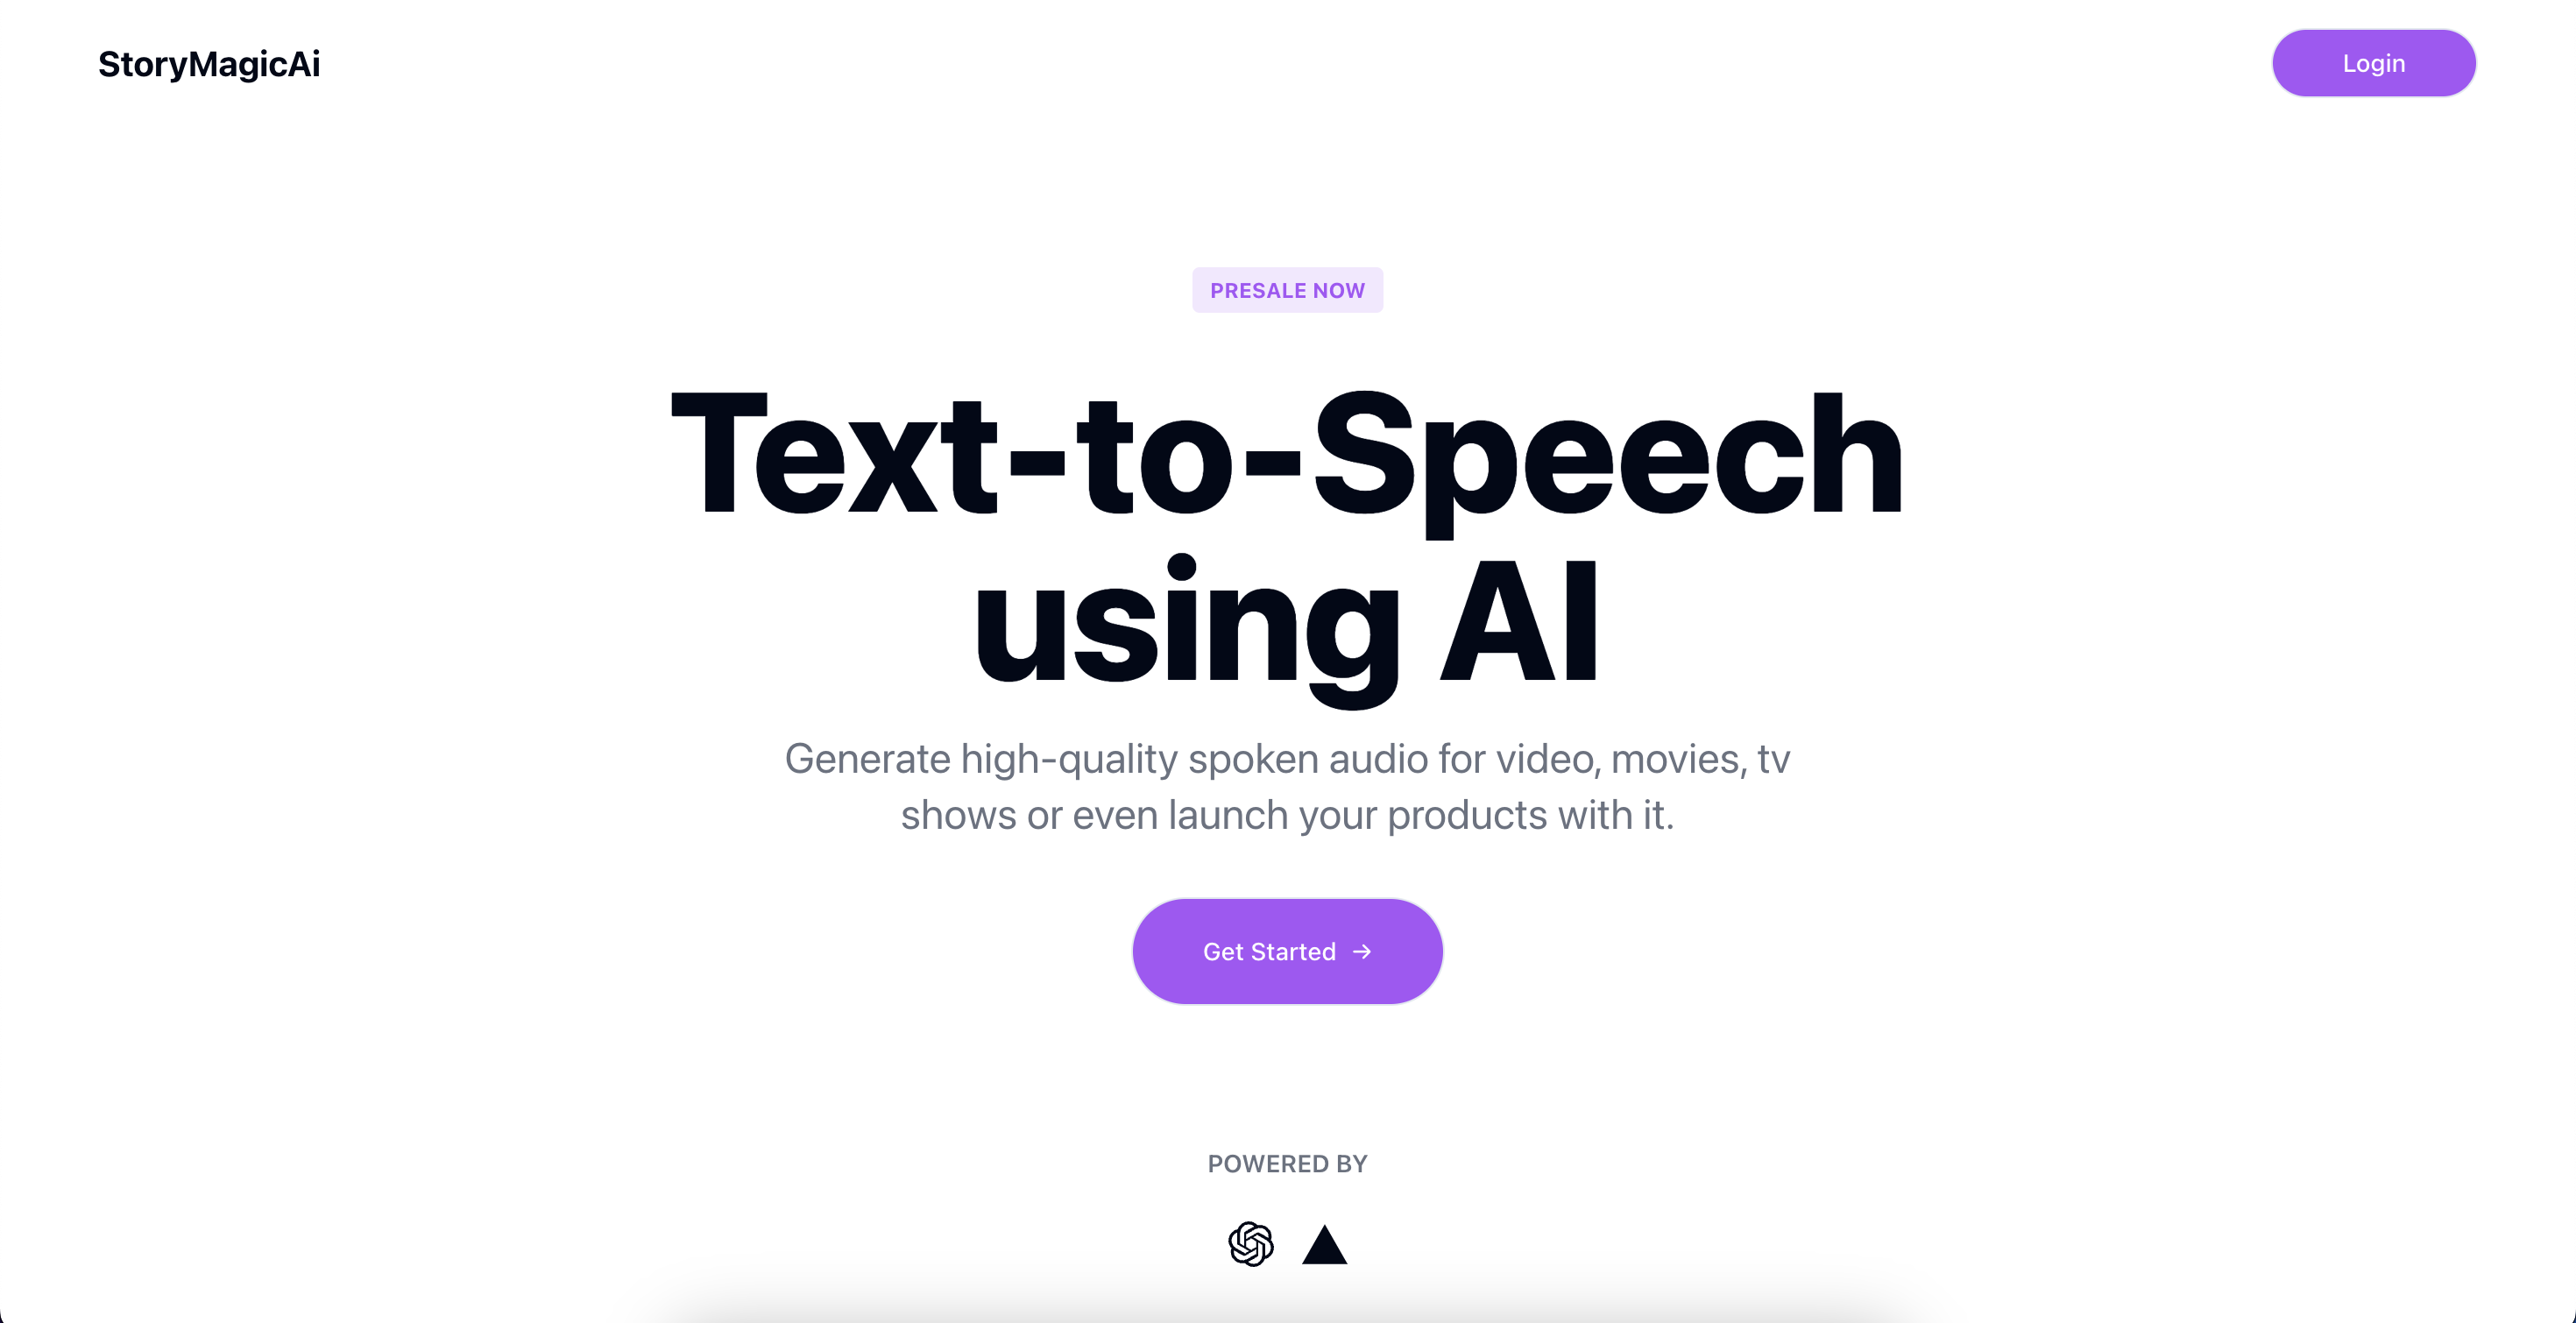 StoryMagicAi
Login
PRESALE NOW
Text-to-Speech
using AI
Generate high-quality spoken audio for video, movies, tv
shows or even launch your products with it.
Get Started →
POWERED BY